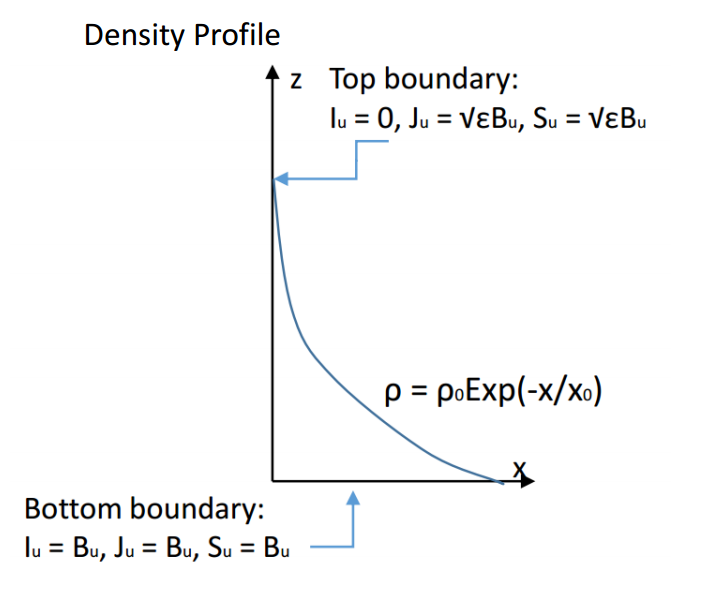 Density Profile
z
Top boundary:
Iu = 0, Ju = √εBu, Su = √εBu
ρ = ρ₀Exp(-x/x₀)
x
Bottom boundary:
Iu = Bu, Ju = Bu, Su = Bu